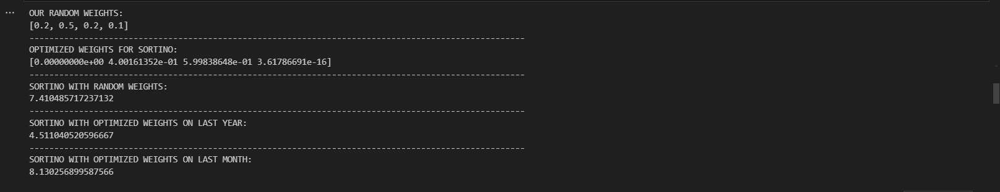 ...
OUR RANDOM WEIGHTS:
[0.2, 0.5, 0.2, 0.1]
----------------------------------------------------------------------------------------------------
OPTIMIZED WEIGHTS FOR SORTINO:
[0.00000000e+00 4.00161352e-01 5.99838648e-01 3.61786691e-16]
----------------------------------------------------------------------------------------------------
SORTINO WITH RANDOM WEIGHTS:
7.410485717237132
----------------------------------------------------------------------------------------------------
SORTINO WITH OPTIMIZED WEIGHTS ON LAST YEAR:
4.511040520596667
----------------------------------------------------------------------------------------------------
SORTINO WITH OPTIMIZED WEIGHTS ON LAST MONTH:
8.130256899587566